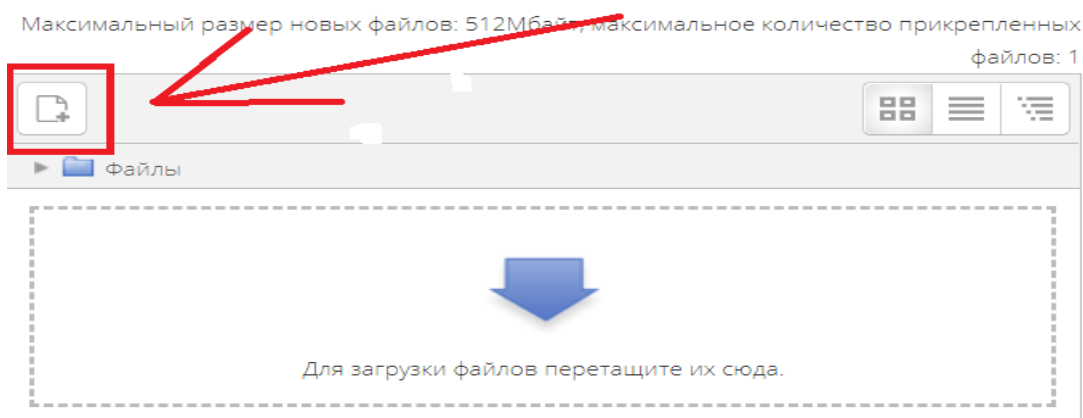 Максимальный размер новых файлов: 512Мбайт, максимальное количество прикрепленных
файлов: 1
Файлы
Для загрузки файлов перетащите их сюда.